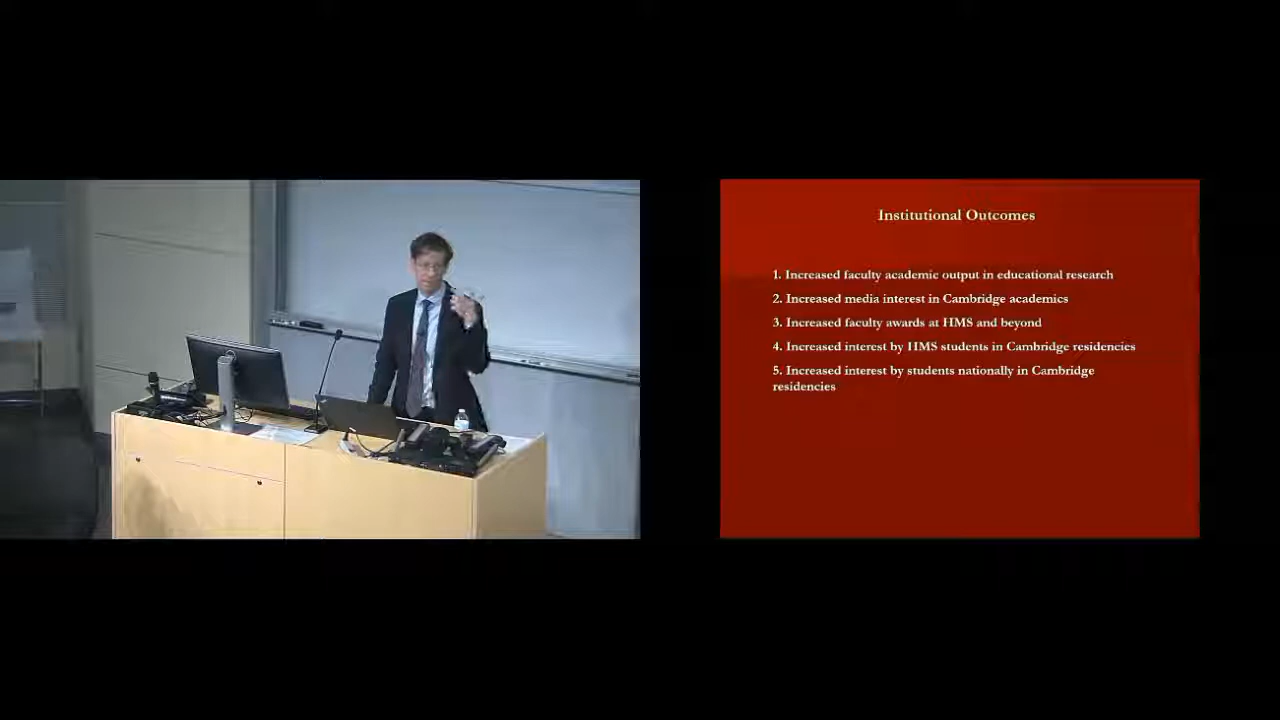 Institutional Outcomes
1. Increased faculty academic output in educational research
2. Increased media interest in Cambridge academics
3. Increased faculty awards at HMS and beyond
4. Increased interest by HMS students in Cambridge residencies
5. Increased interest by students nationally in Cambridge
residencies